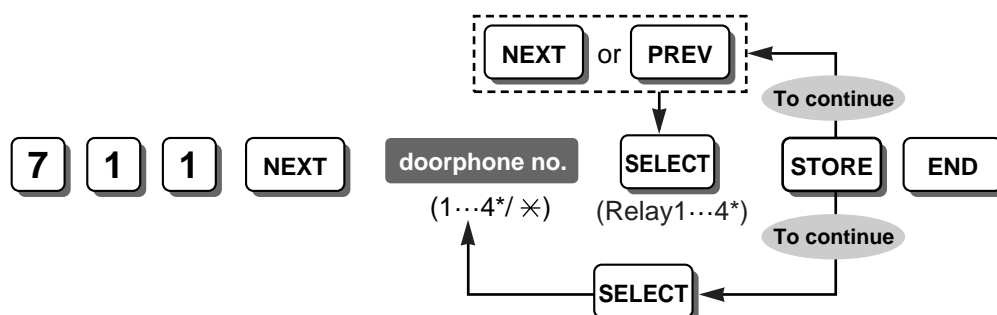 NEXT or PREV
To continue
7 1 1 NEXT doorphone no. SELECT STORE END
(1···4*/ ✳) (Relay1···4*)
To continue
SELECT